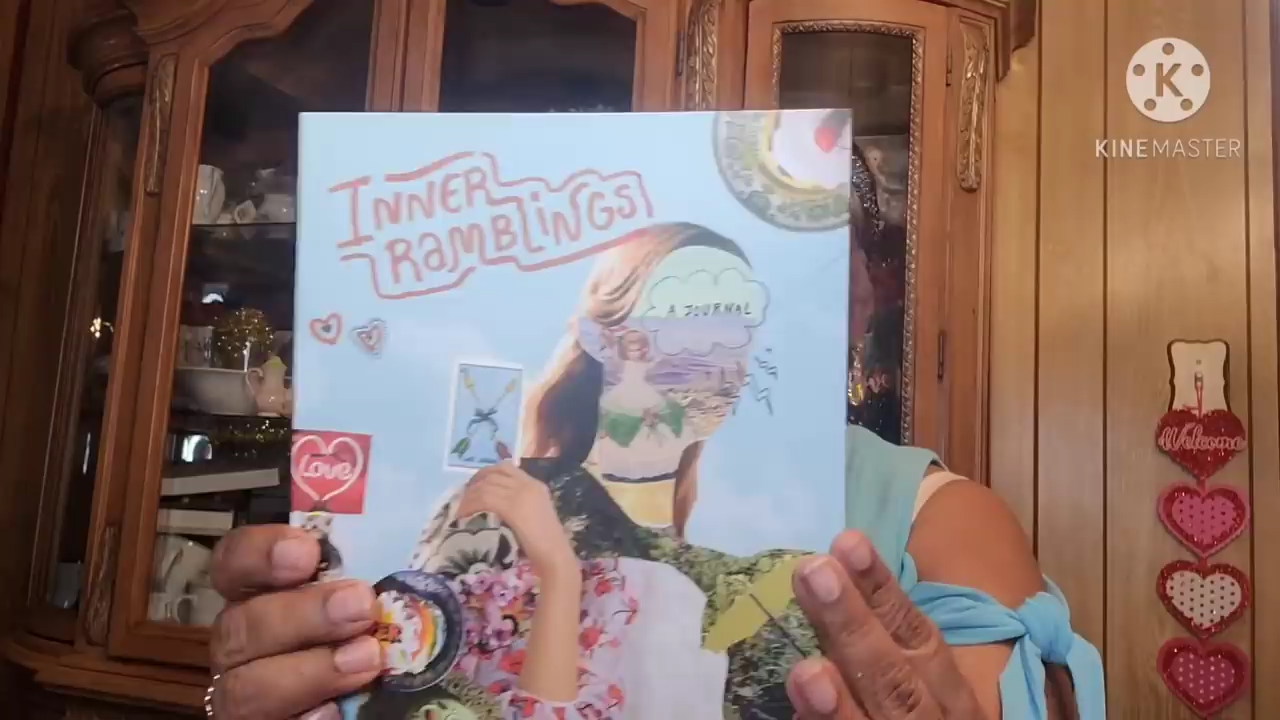 INNER
RAMBLINGS
A JOURNAL
Love
K
KINEMASTER
Welcome